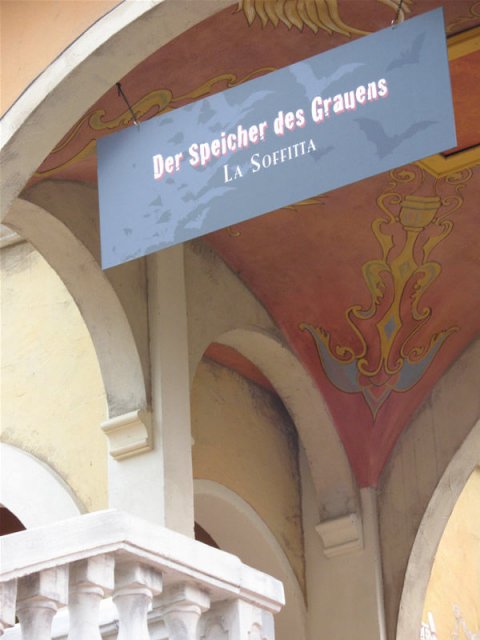 Der Speicher des Grauens
La Soffitta